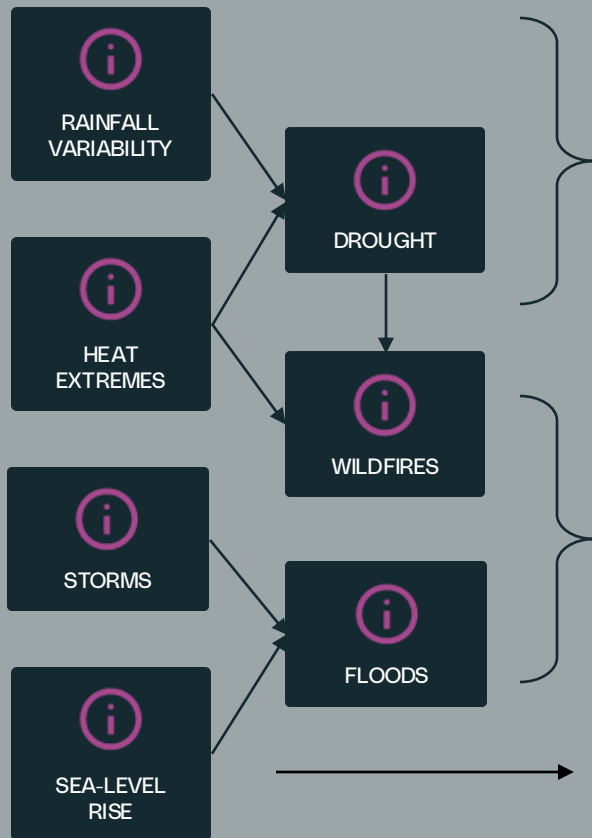 RAINFALL
VARIABILITY
DROUGHT
HEAT
EXTREMES
WILDFIRES
STORMS
FLOODS
SEA-LEVEL
RISE